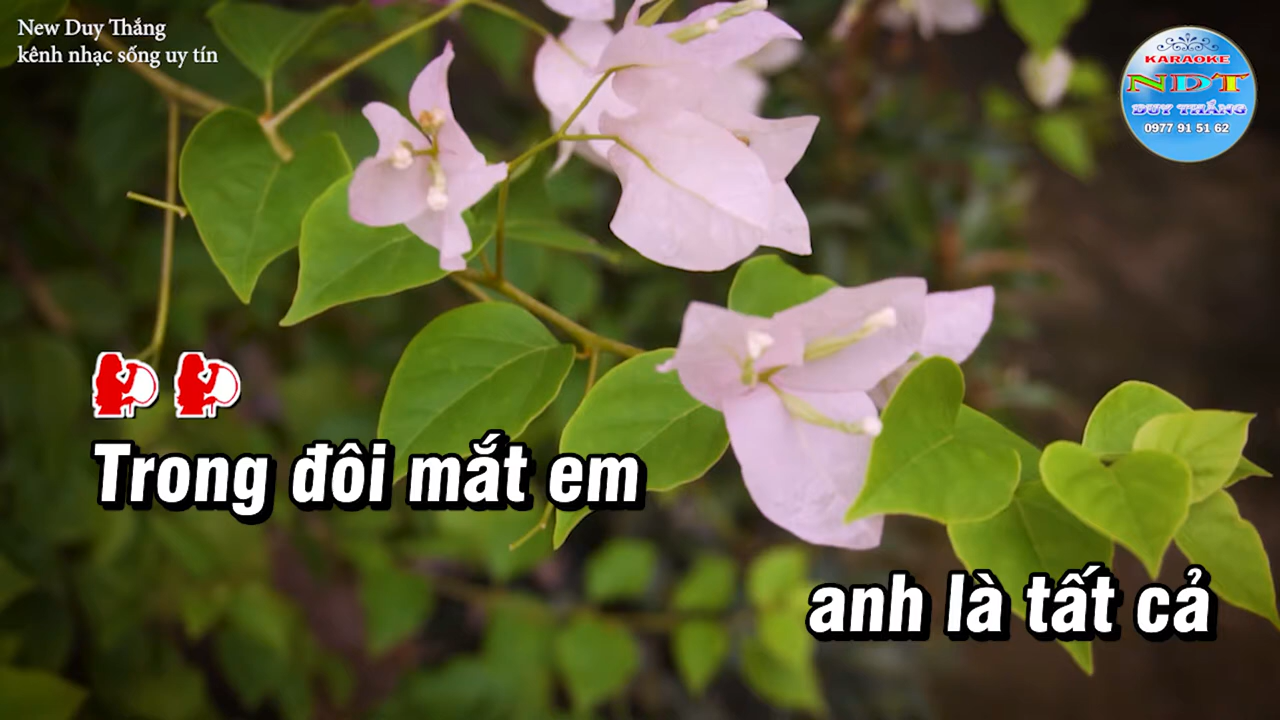 New Duy Thắng
kênh nhạc sống uy tín
KARAOKE
NDT
DUY THẮNG
0977 91 51 62
Trong đôi mắt em
anh là tất cả